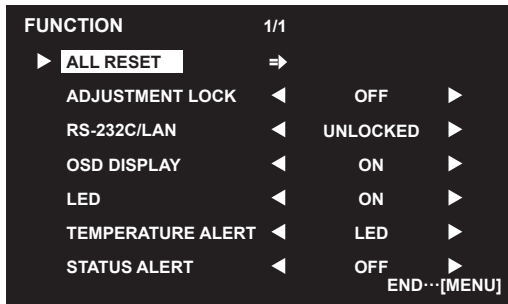 FUNCTION 1/1
ALL RESET
ADJUSTMENT LOCK OFF
RS-232C/LAN UNLOCKED
OSD DISPLAY ON
LED ON
TEMPERATURE ALERT LED
STATUS ALERT OFF
END···[MENU]